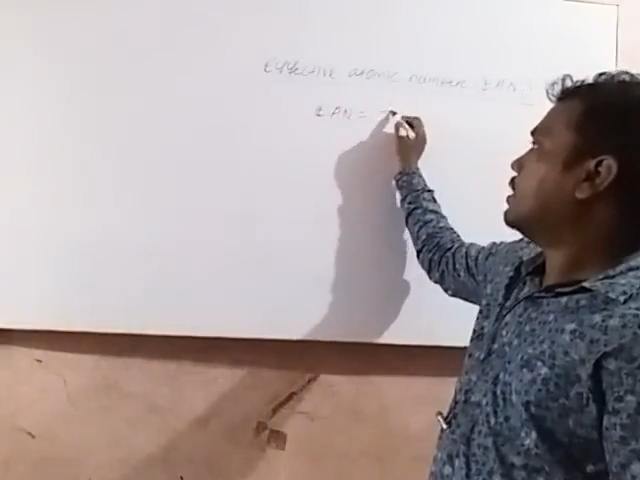 Effective atomic number EAN :
EAN =